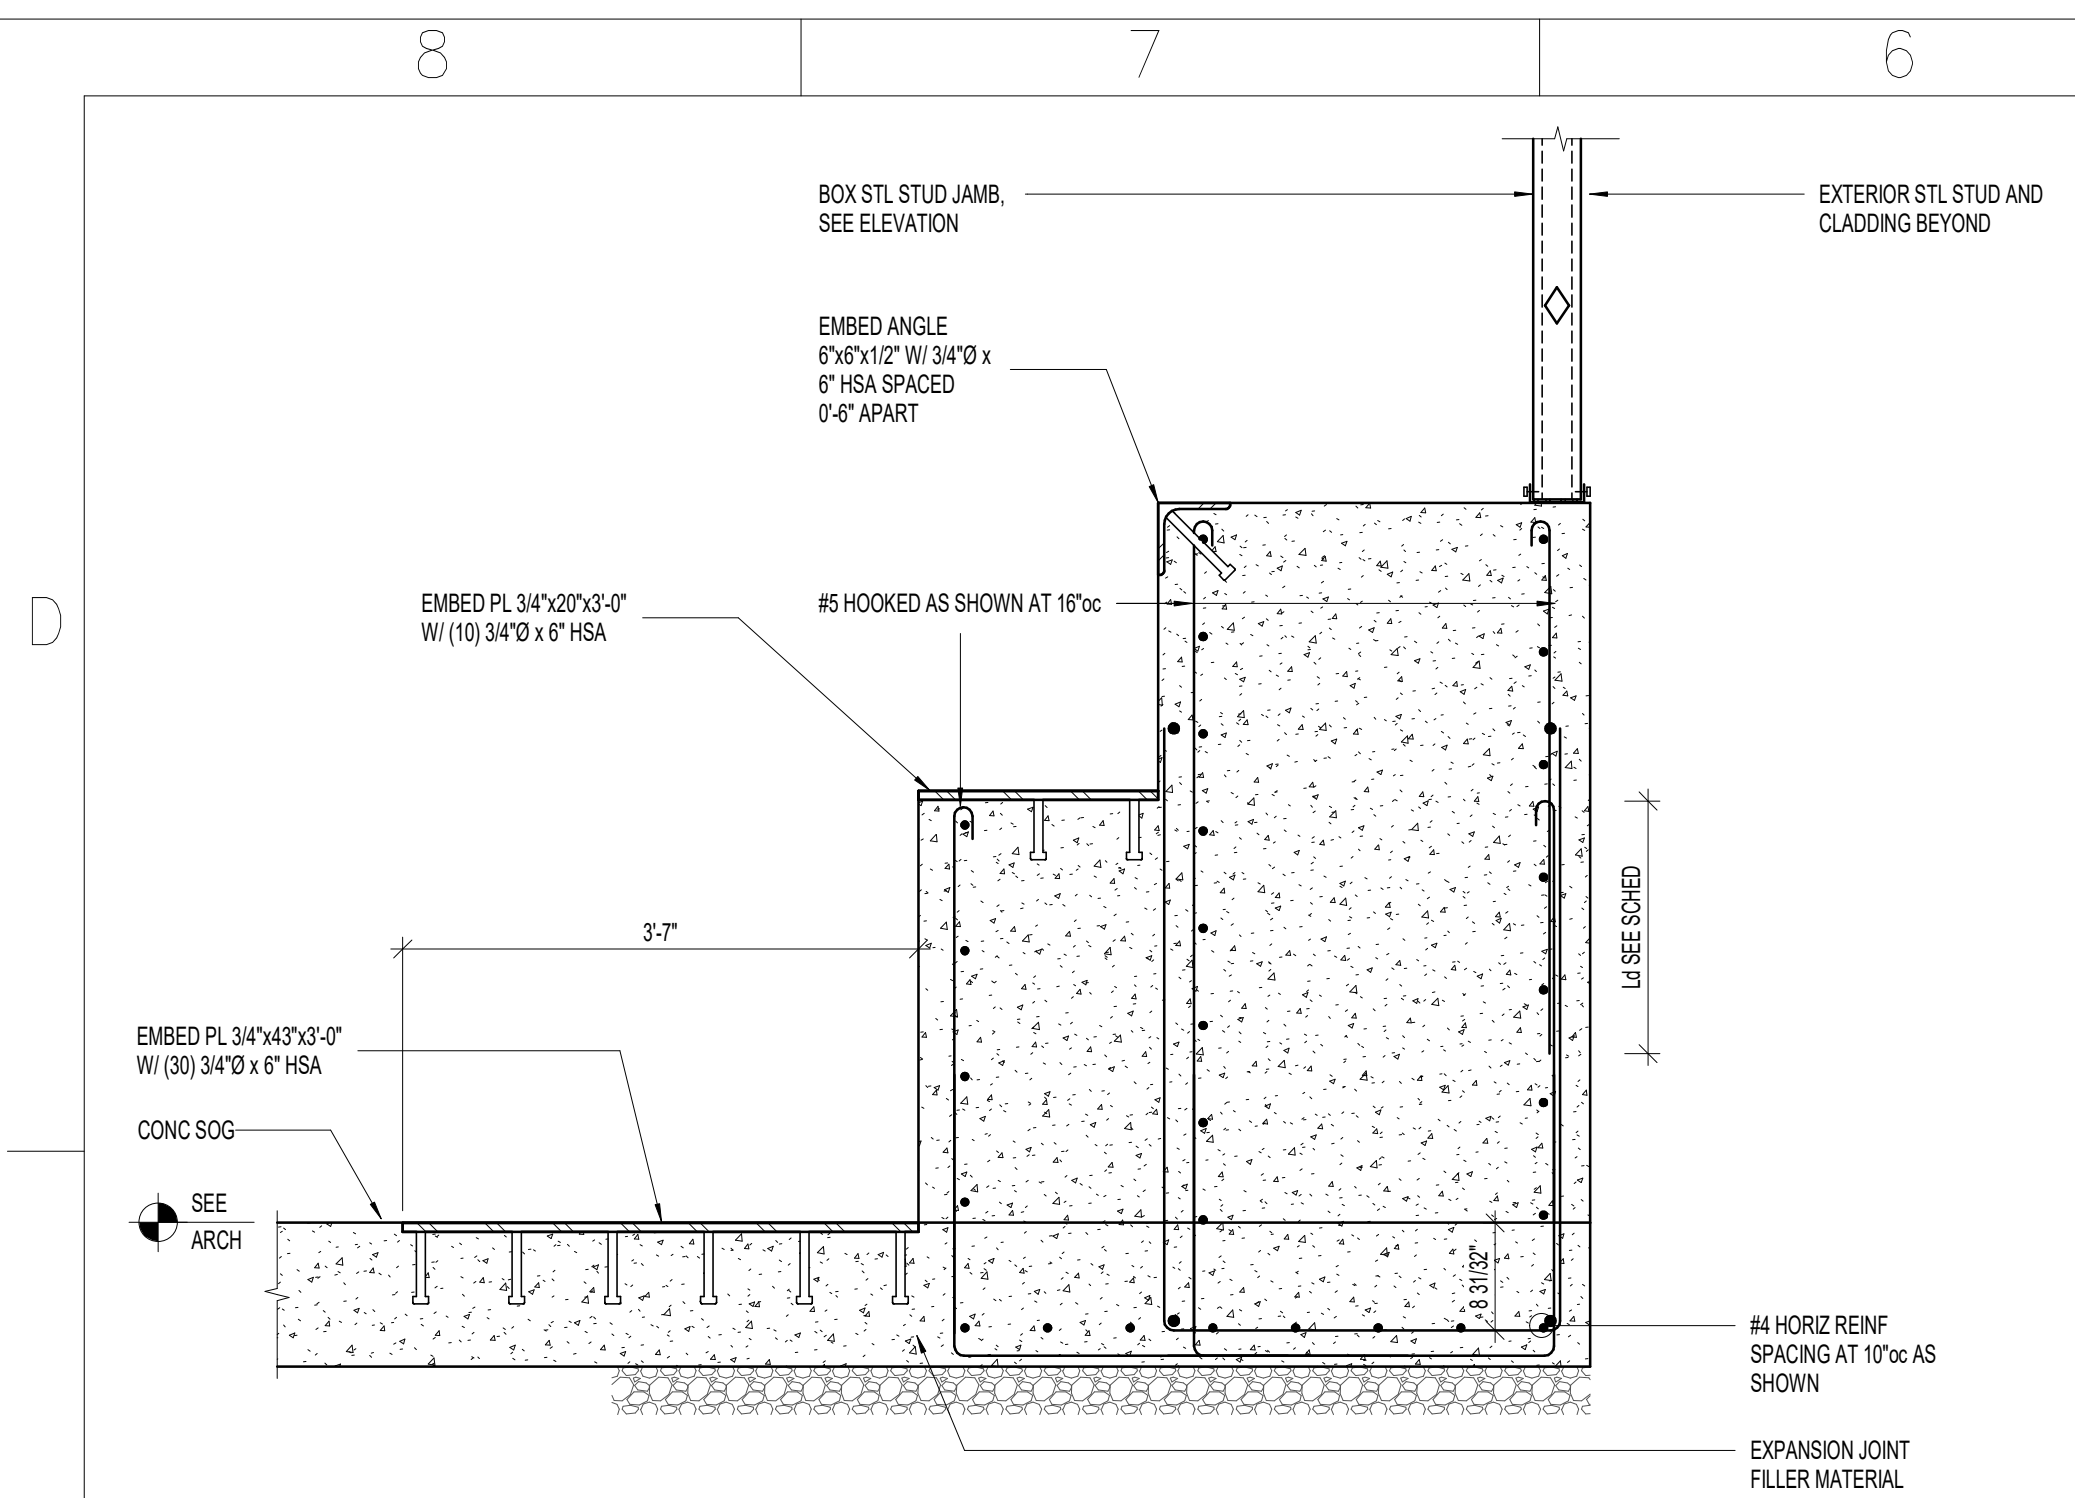 8
7
6
BOX STL STUD JAMB,
SEE ELEVATION
EXTERIOR STL STUD AND
CLADDING BEYOND
EMBED ANGLE
6"x6"x1/2" W/ 3/4"Ø x
6" HSA SPACED
0'-6" APART
D
EMBED PL 3/4"x20"x3'-0"
W/ (10) 3/4"Ø x 6" HSA
#5 HOOKED AS SHOWN AT 16"oc
3'-7"
Ld SEE SCHED
EMBED PL 3/4"x43"x3'-0"
W/ (30) 3/4"Ø x 6" HSA
CONC SOG
SEE
ARCH
8 31/32"
#4 HORIZ REINF
SPACING AT 10"oc AS
SHOWN
EXPANSION JOINT
FILLER MATERIAL